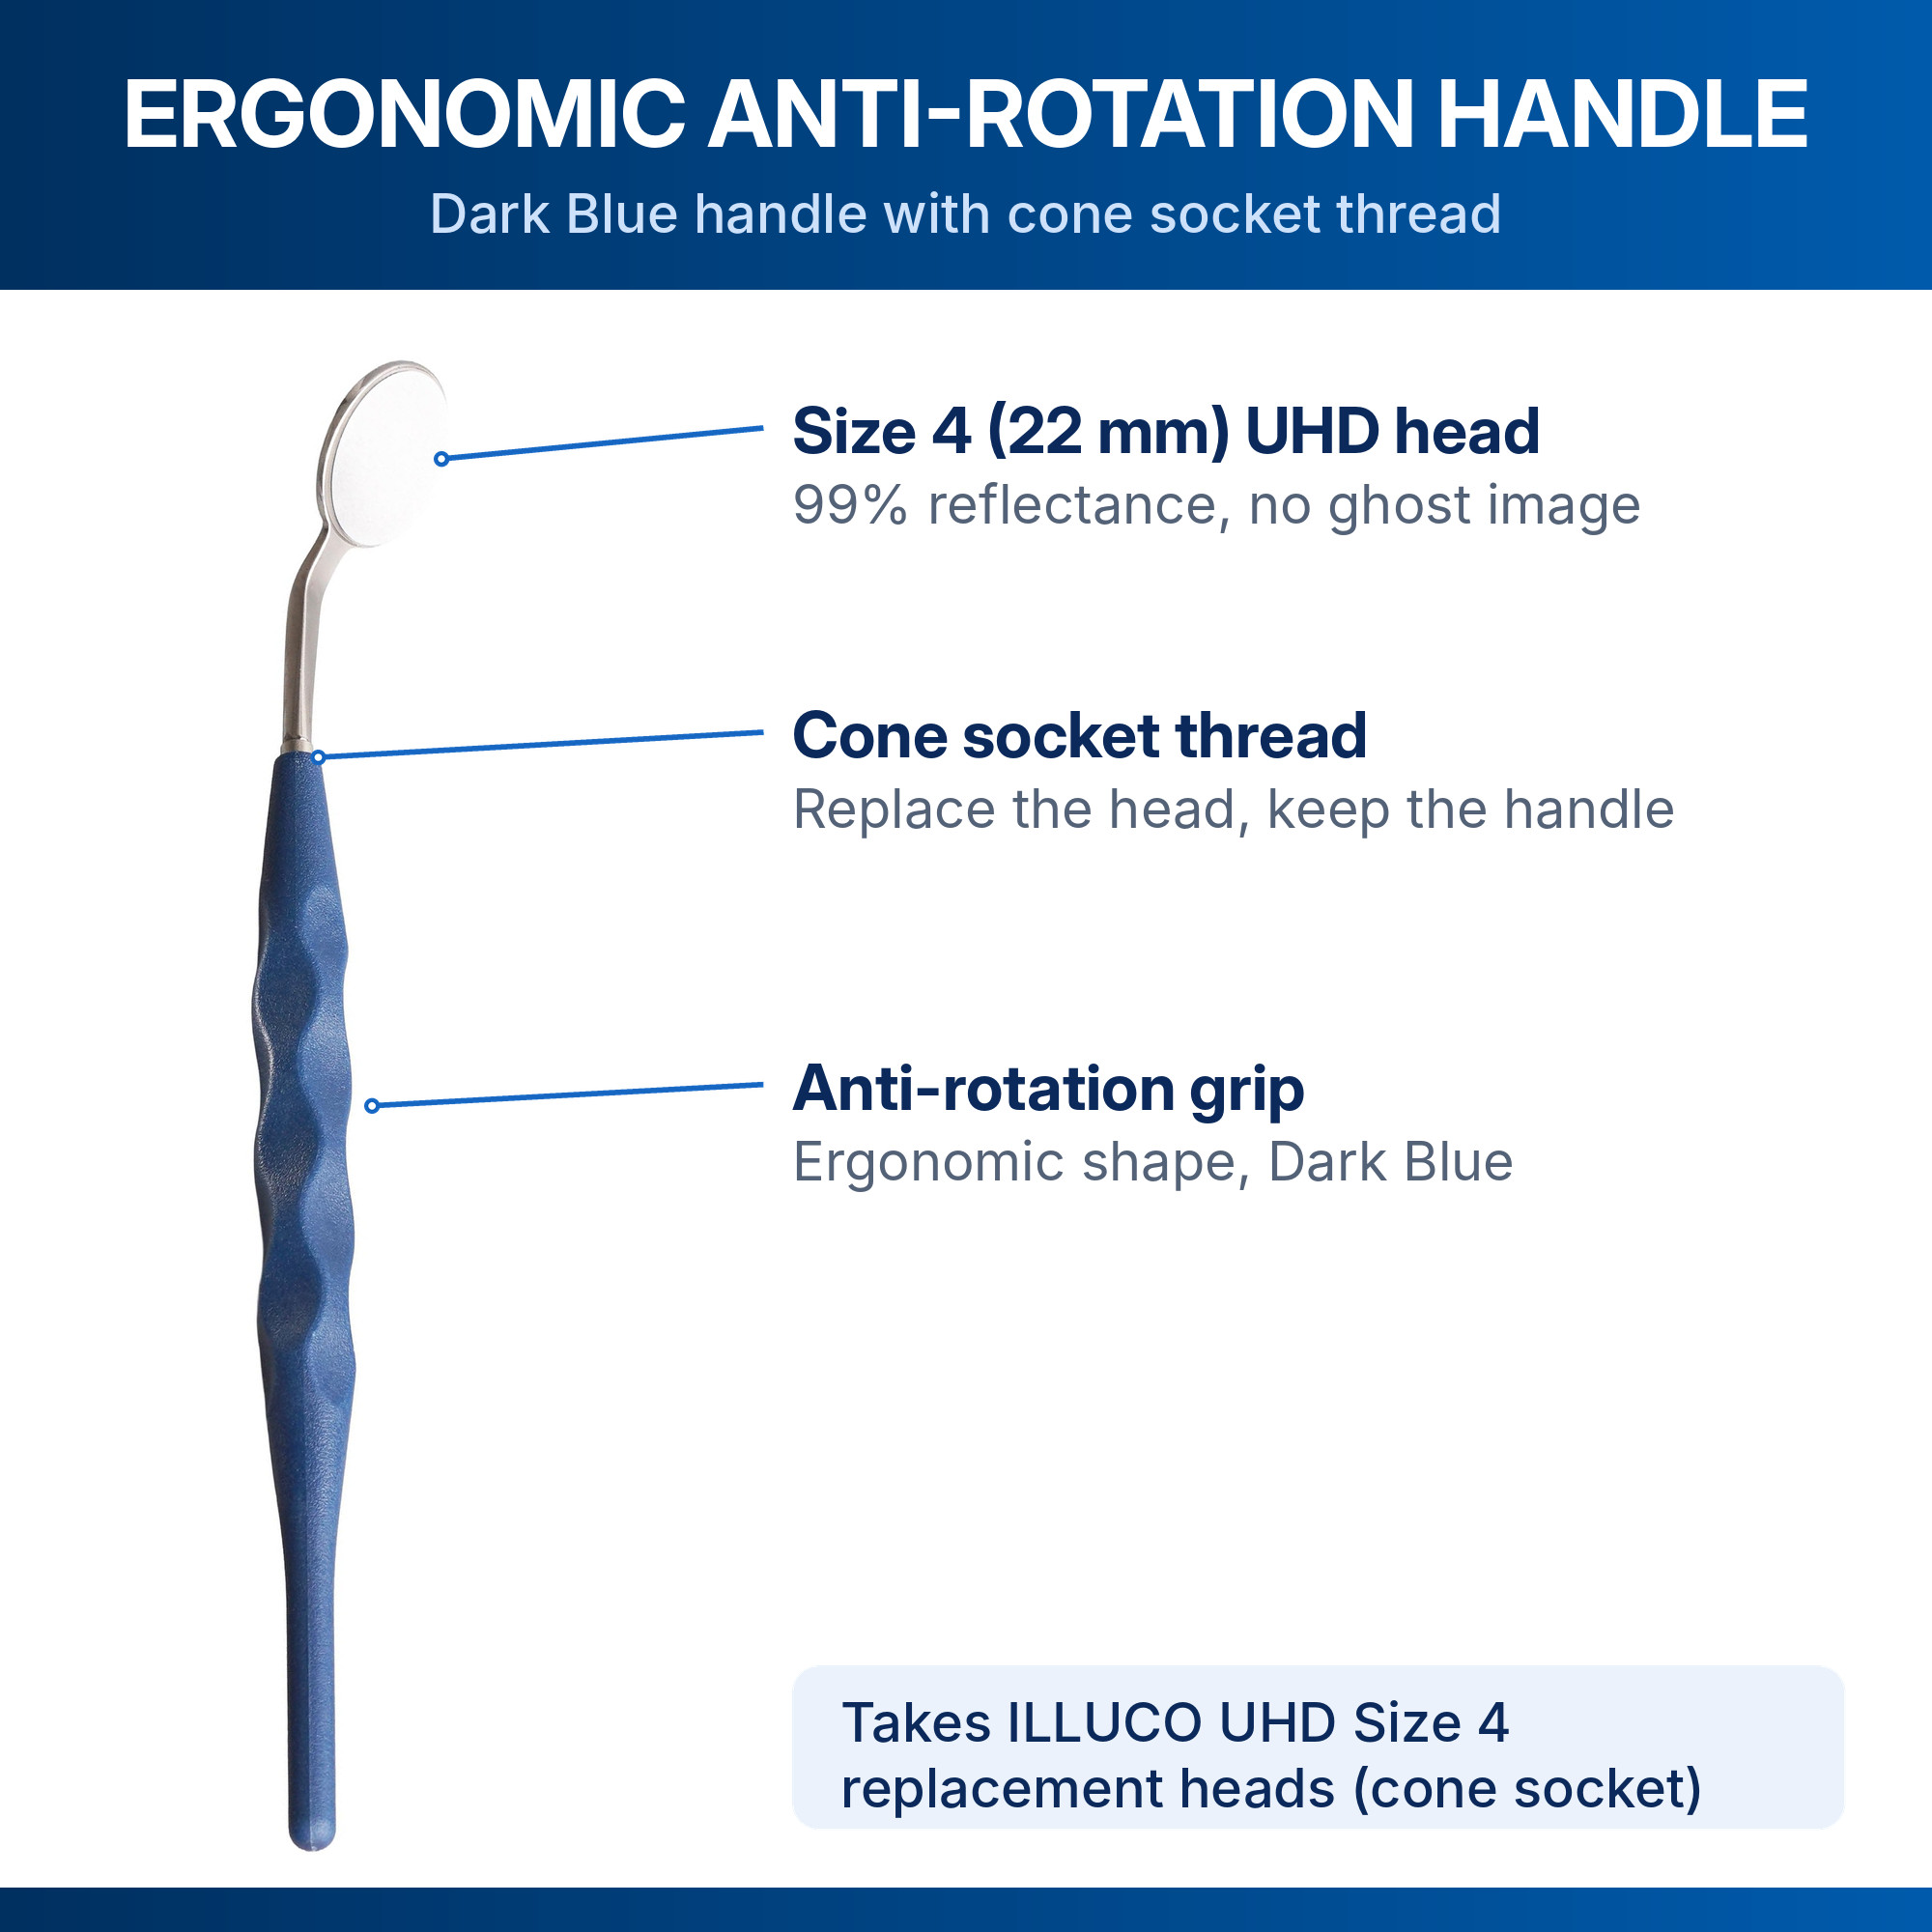 ERGONOMIC ANTI-ROTATION HANDLE
Dark Blue handle with cone socket thread
Size 4 (22 mm) UHD head
99% reflectance, no ghost image
Cone socket thread
Replace the head, keep the handle
Anti-rotation grip
Ergonomic shape, Dark Blue
Takes ILLUCO UHD Size 4
replacement heads (cone socket)